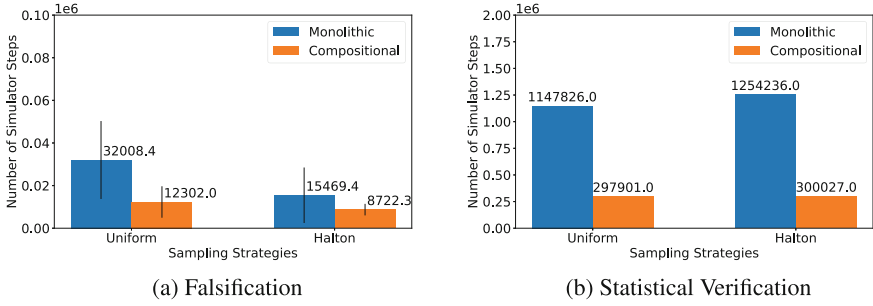 1e6
0.10
0.08
0.06
0.04
0.02
0.00
Number of Simulator Steps
Monolithic
Compositional
32008.4
12302.0
15469.4
8722.3
Uniform
Halton
Sampling Strategies
(a) Falsification
1e6
2.00
1.75
1.50
1.25
1.00
0.75
0.50
0.25
0.00
Number of Simulator Steps
Monolithic
Compositional
1147826.0
297901.0
1254236.0
300027.0
Uniform
Halton
Sampling Strategies
(b) Statistical Verification